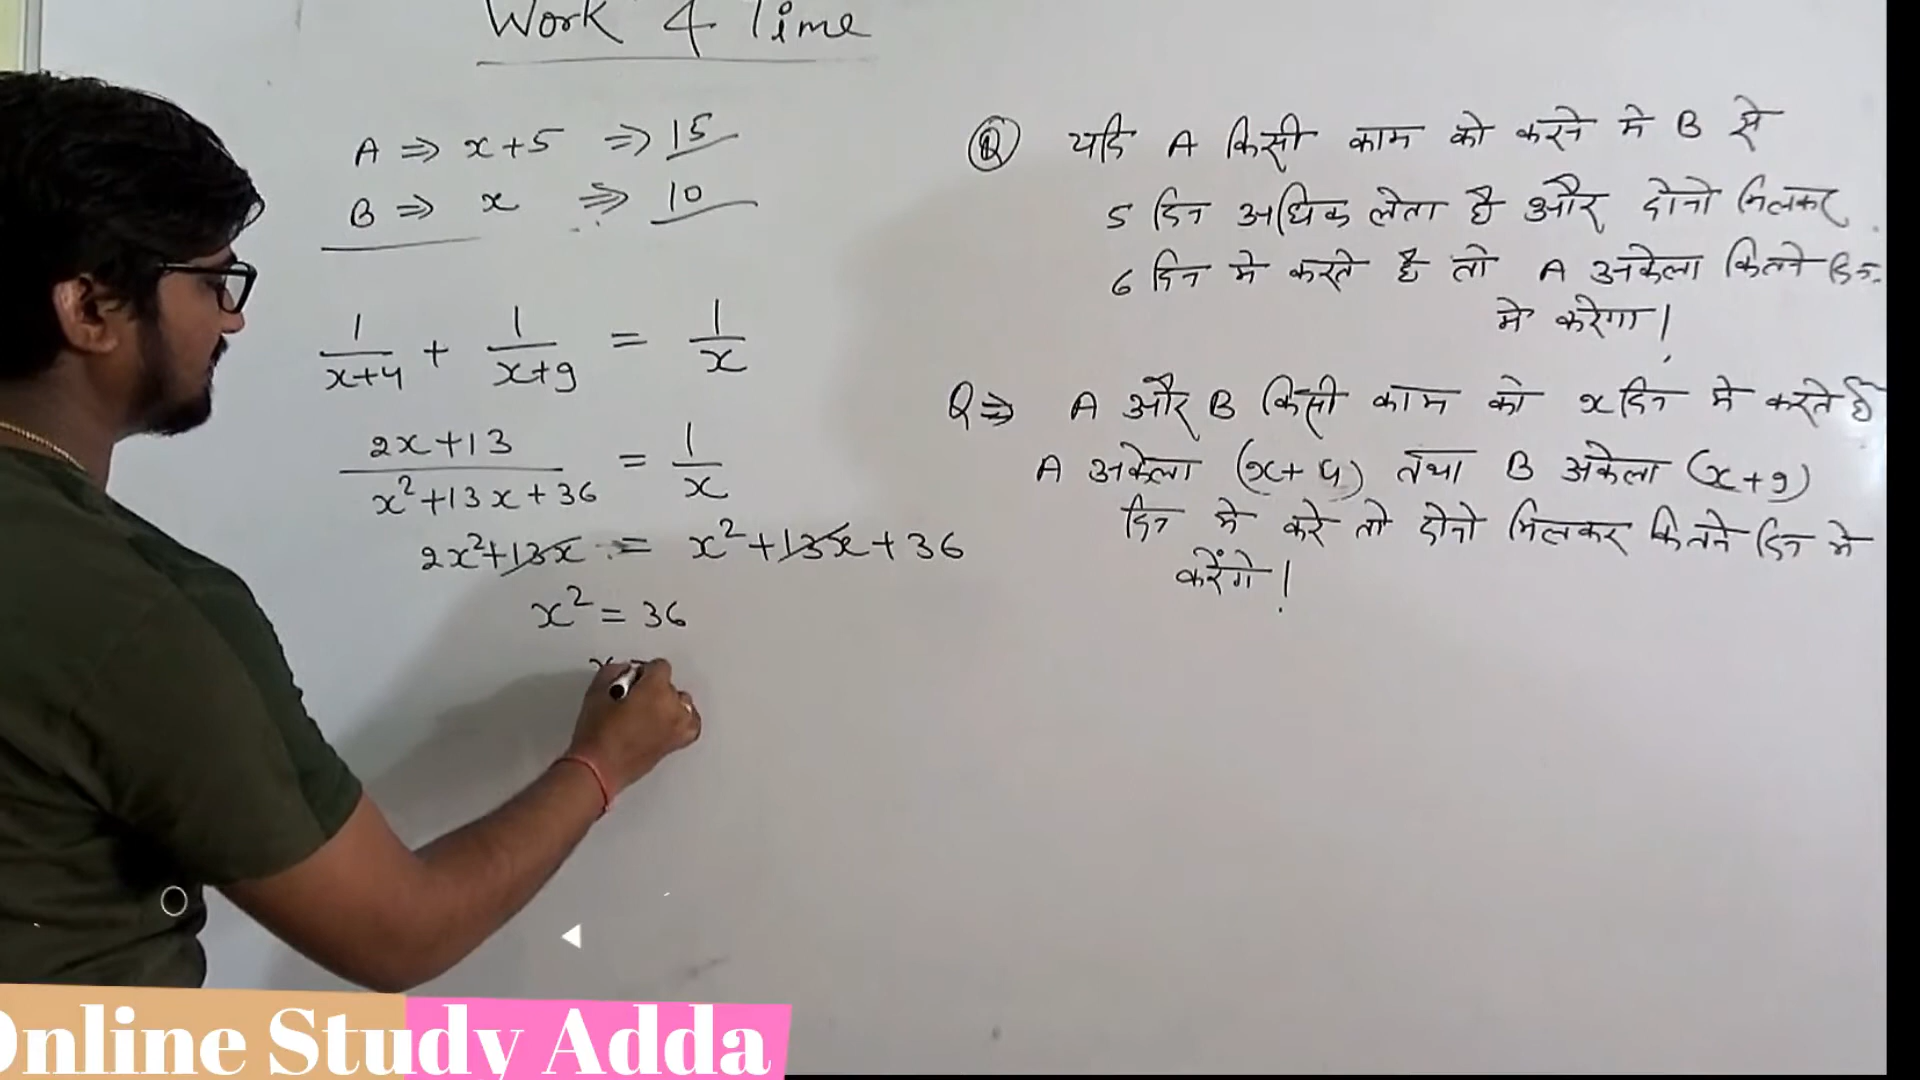 Work & Time
A ⇒ x+5 ⇒ 15
B ⇒ x ⇒ 10
1/(x+4) + 1/(x+9) = 1/x
(2x+13)/(x²+13x+36) = 1/x
2x²+13x = x²+13x+36
x² = 36
x
Q यदि A किसी काम को करने मे B से
5 दिन अधिक लेता है और दोनो मिलकर
6 दिन मे करते है तो A अकेला कितने दिन
मे करेगा।
Q ⇒ A और B किसी काम को x दिन मे करते है
A अकेला (x+4) तथा B अकेला (x+9)
दिन मे करे तो दोनो मिलकर कितने दिन मे
करेंगे।
Online Study Adda